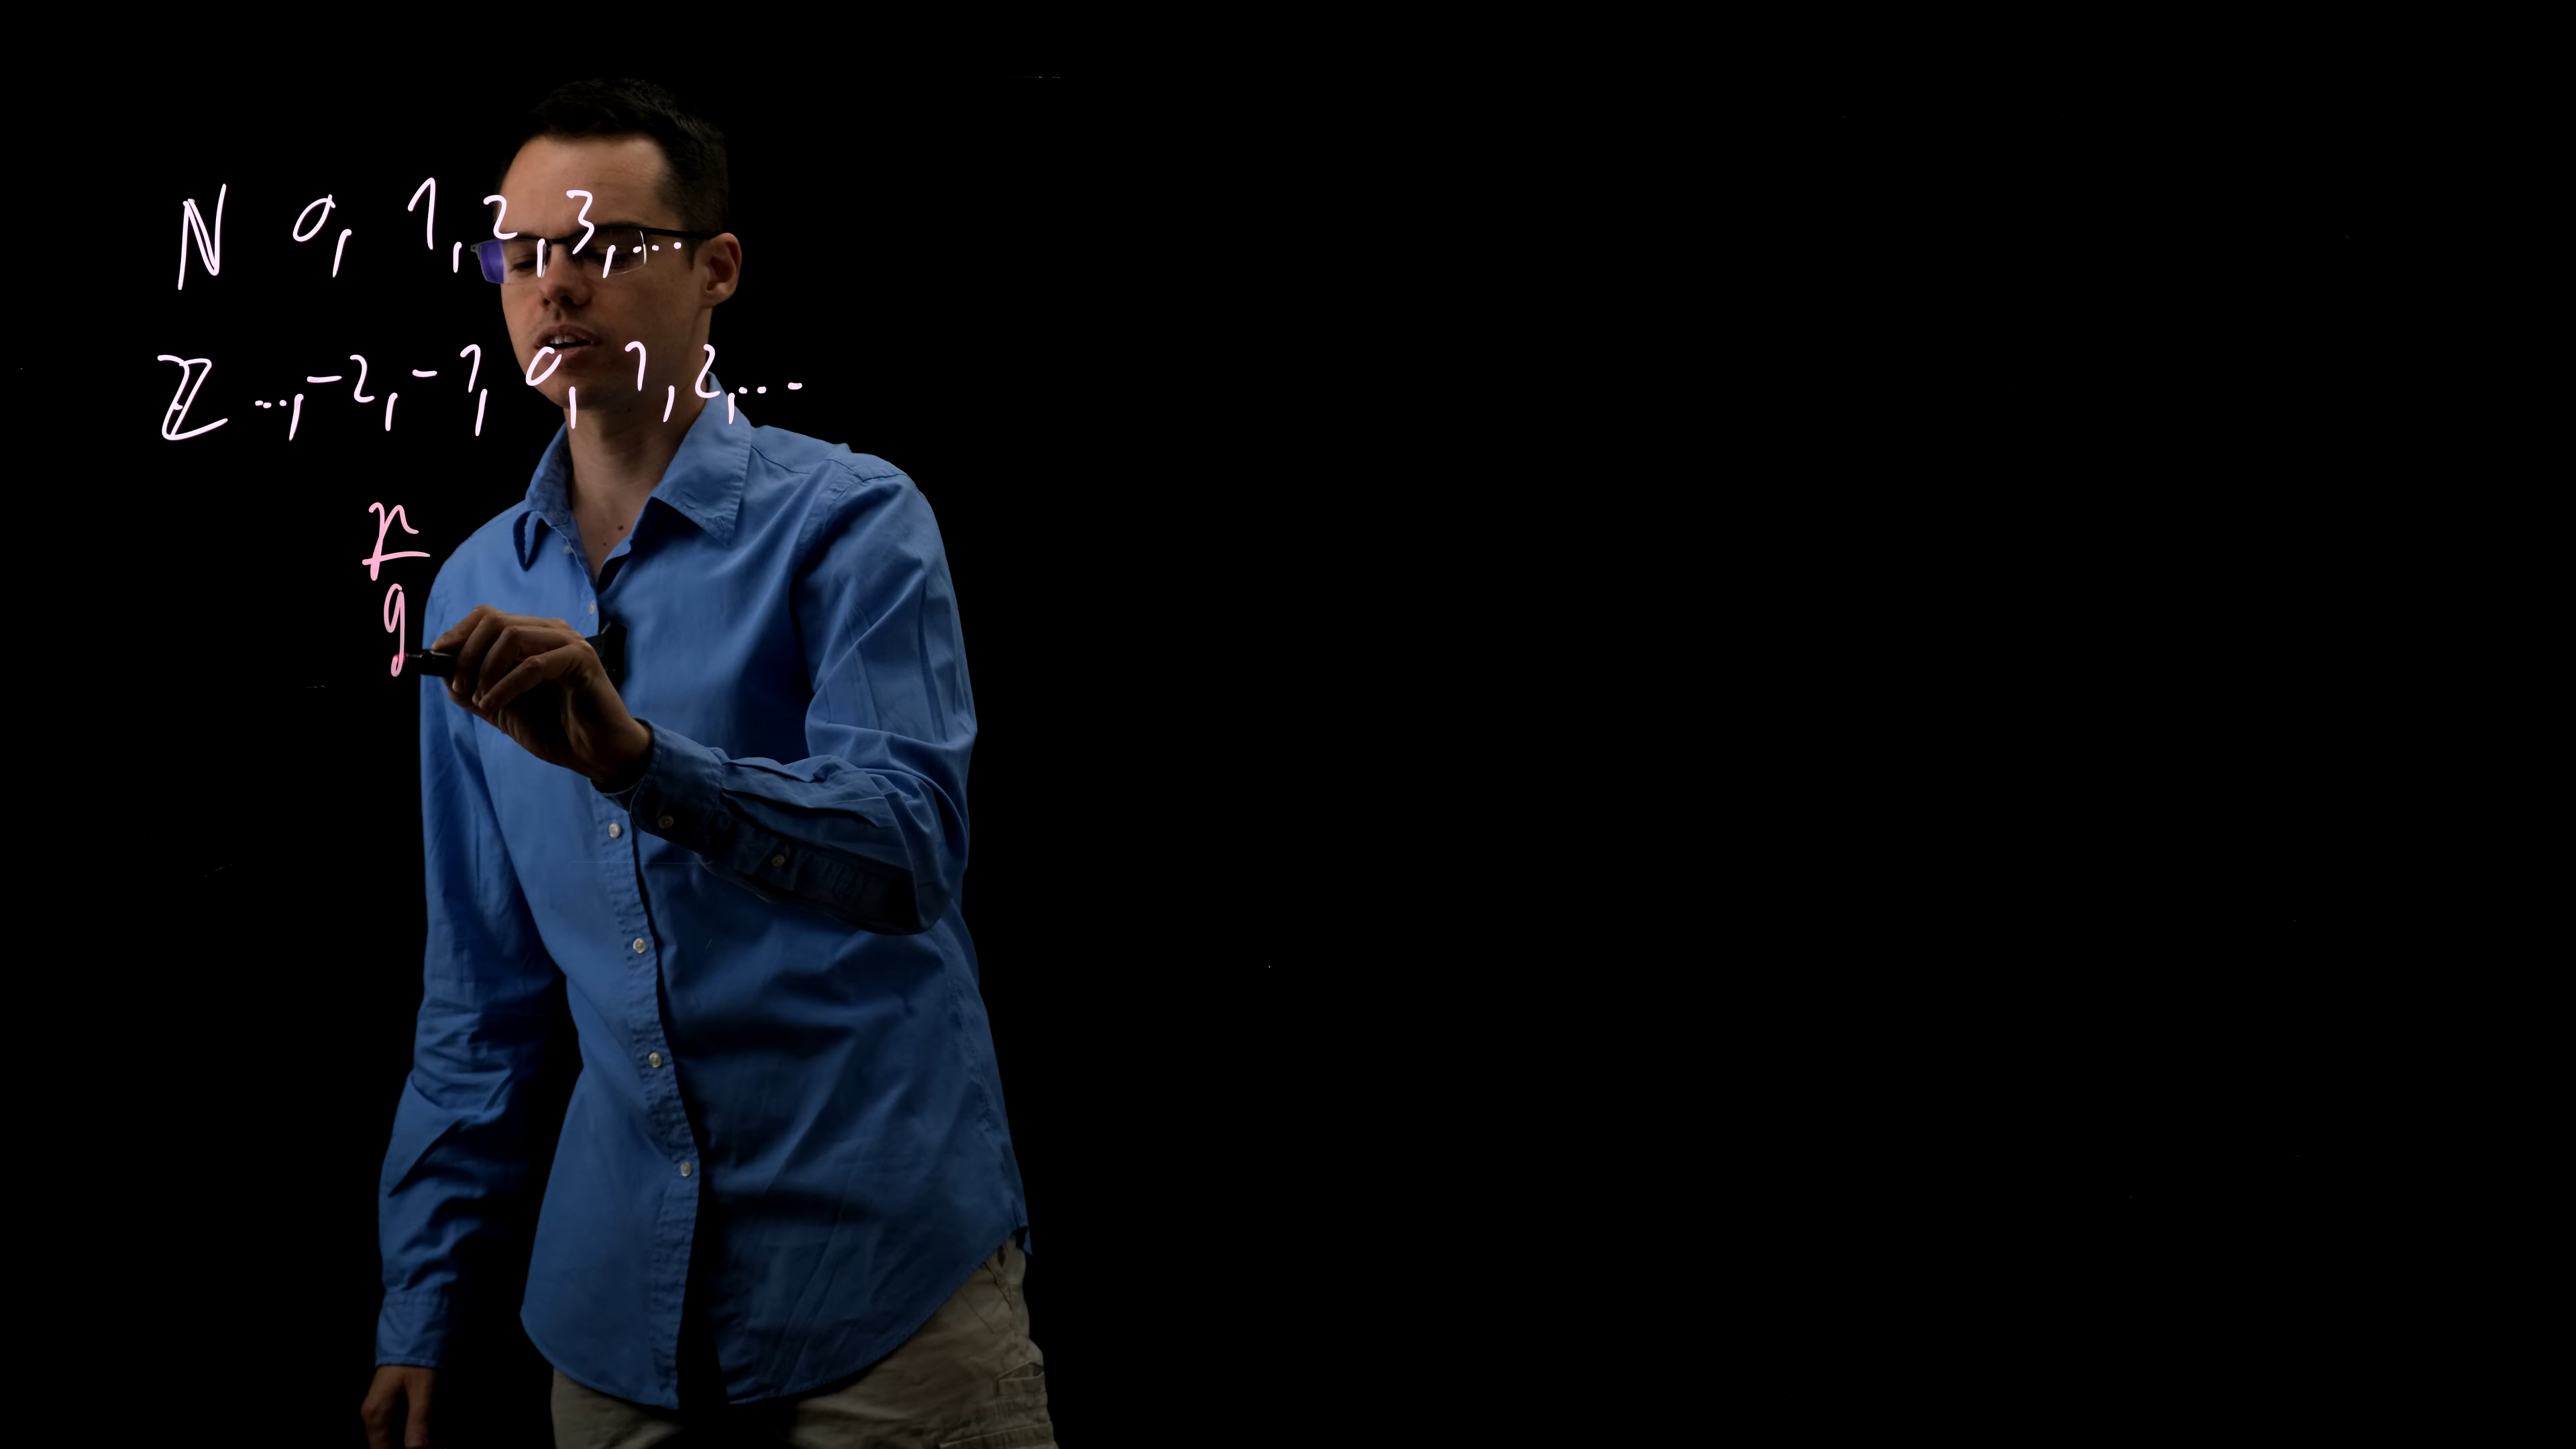 ℕ 0, 1, 2, 3, ...
ℤ ..., -2, -1, 0, 1, 2, ...
p
q